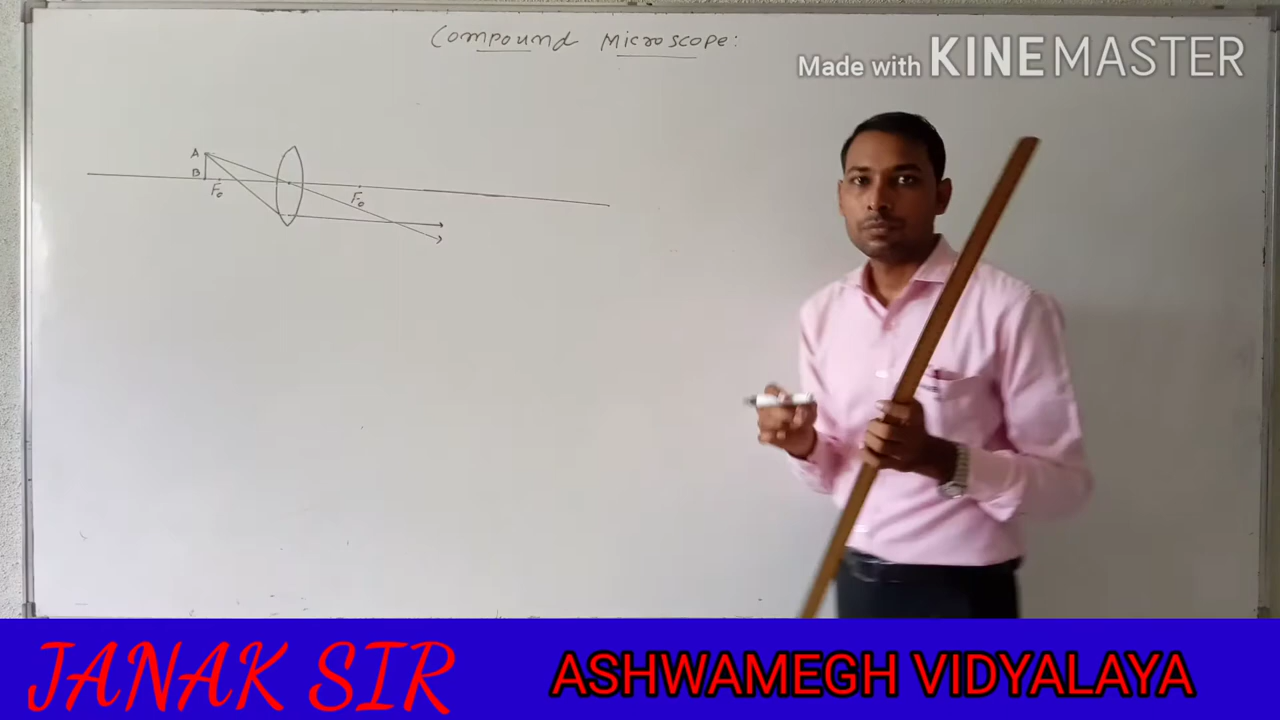 Compound Microscope:
Made with KINEMASTER
A
B
Fo
Fo
JANAK SIR
ASHWAMEGH VIDYALAYA